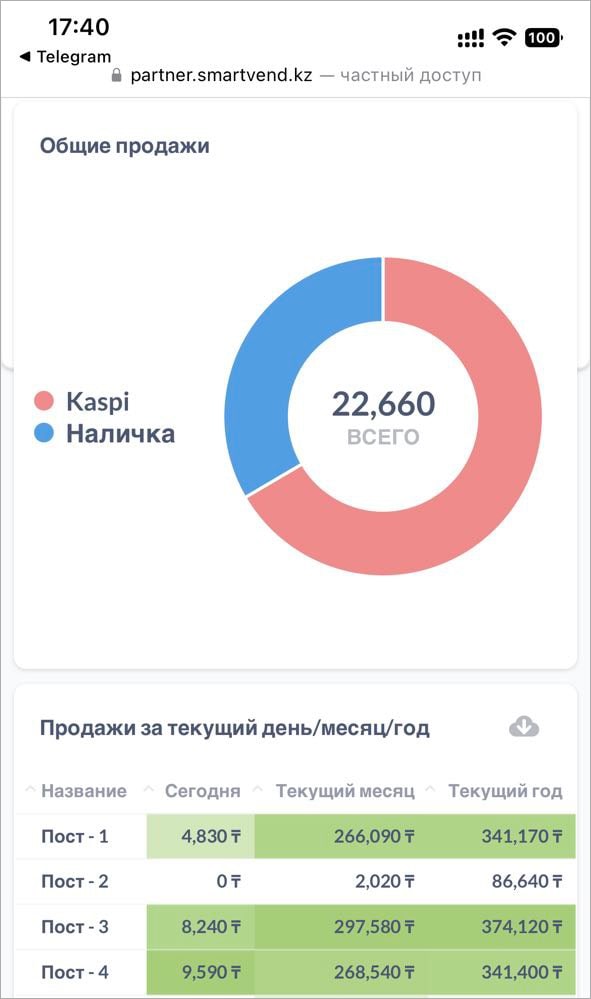 17:40
100
◀ Telegram
partner.smartvend.kz — частный доступ
Общие продажи
Kaspi
Наличка
22,660
ВСЕГО
Продажи за текущий день/месяц/год
Название Сегодня Текущий месяц Текущий год
Пост - 1 4,830 ₸ 266,090 ₸ 341,170 ₸
Пост - 2 0 ₸ 2,020 ₸ 86,640 ₸
Пост - 3 8,240 ₸ 297,580 ₸ 374,120 ₸
Пост - 4 9,590 ₸ 268,540 ₸ 341,400 ₸